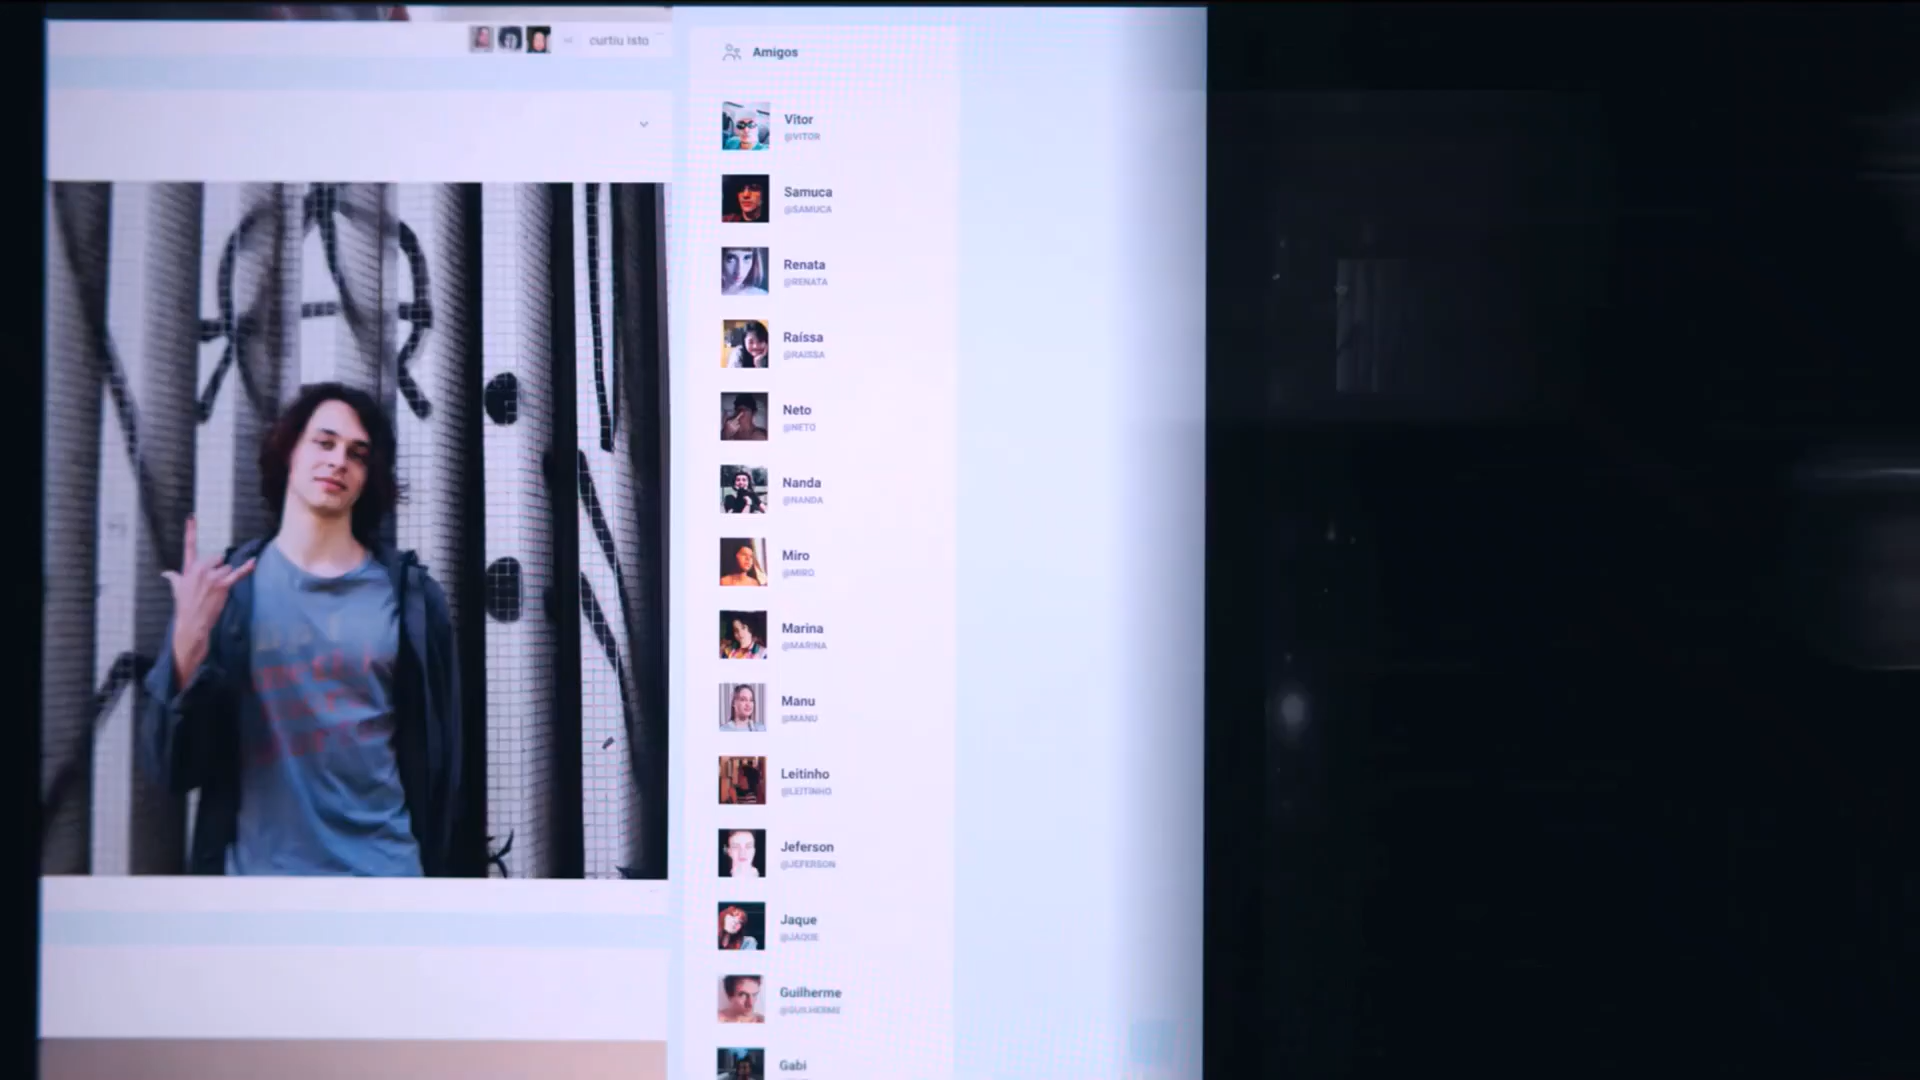 curtiu isto
Amigos
Vitor
@VITOR
Samuca
@SAMUCA
Renata
@RENATA
Raíssa
@RAISSA
Neto
@NETO
Nanda
@NANDA
Miro
@MIRO
Marina
@MARINA
Manu
@MANU
Leitinho
@LEITINHO
Jeferson
@JEFERSON
Jaque
@JAQUE
Guilherme
@GUILHERME
Gabi